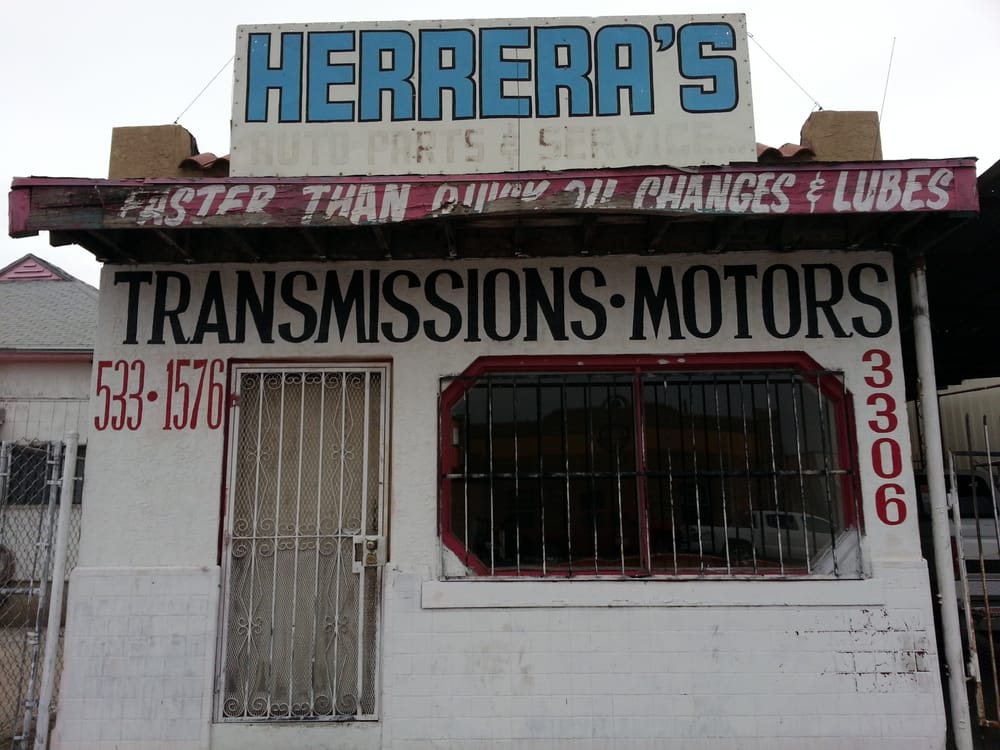 HERRERA'S
AUTO PARTS & SERVICE...
FASTER THAN QUICK OIL CHANGES & LUBES
TRANSMISSIONS·MOTORS
533·1576
3306